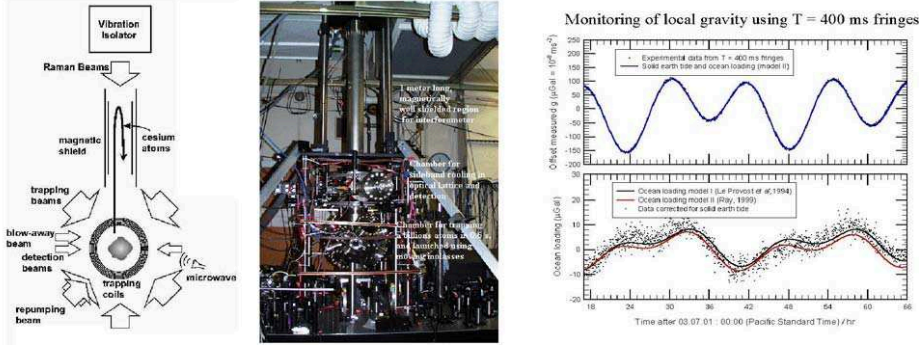 Vibration
Isolator
Raman Beams
magnetic
shield
cesium
atoms
trapping
beams
blow-away
beam
detection
beams
trapping
coils
microwave
repumping
beam
1 meter long,
magnetically
well shielded region
for interferometer
Chamber for
sideband cooling in
optical lattice and
detection
Chamber for trapping
billions atoms in 0.6 s,
and launched using
moving molasses
Monitoring of local gravity using T = 400 ms fringes
Experimental data from T = 400 ms fringes
Solid earth tide and ocean loading (model II)
Offset measured g (µGal = 10⁻⁸ ms⁻²)
200
150
100
50
0
-50
-100
-150
-200
Ocean loading model I (Le Provost et al, 1994)
Ocean loading model II (Ray, 1999)
Data corrected for solid earth tide
Ocean loading (µGal)
20
10
0
-10
-20
18 24 30 36 42 48 54 60 66
Time after 03.07.01 : 00:00 (Pacific Standard Time) / hr